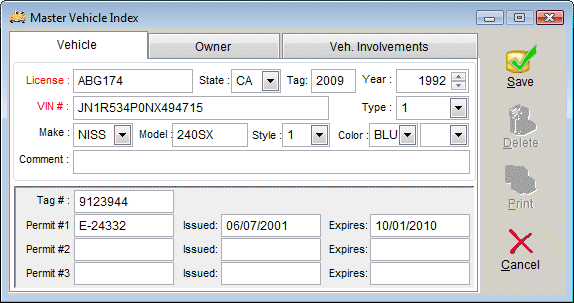 Master Vehicle Index
Vehicle Owner Veh. Involvements
License : ABG174 State : CA Tag: 2009 Year : 1992
VIN # : JN1R534P0NX494715 Type : 1
Make : NISS Model : 240SX Style : 1 Color : BLU
Comment :
Tag # : 9123944
Permit #1 E-24332 Issued: 06/07/2001 Expires: 10/01/2010
Permit #2 Issued: Expires:
Permit #3 Issued: Expires:
Save
Delete
Print
Cancel